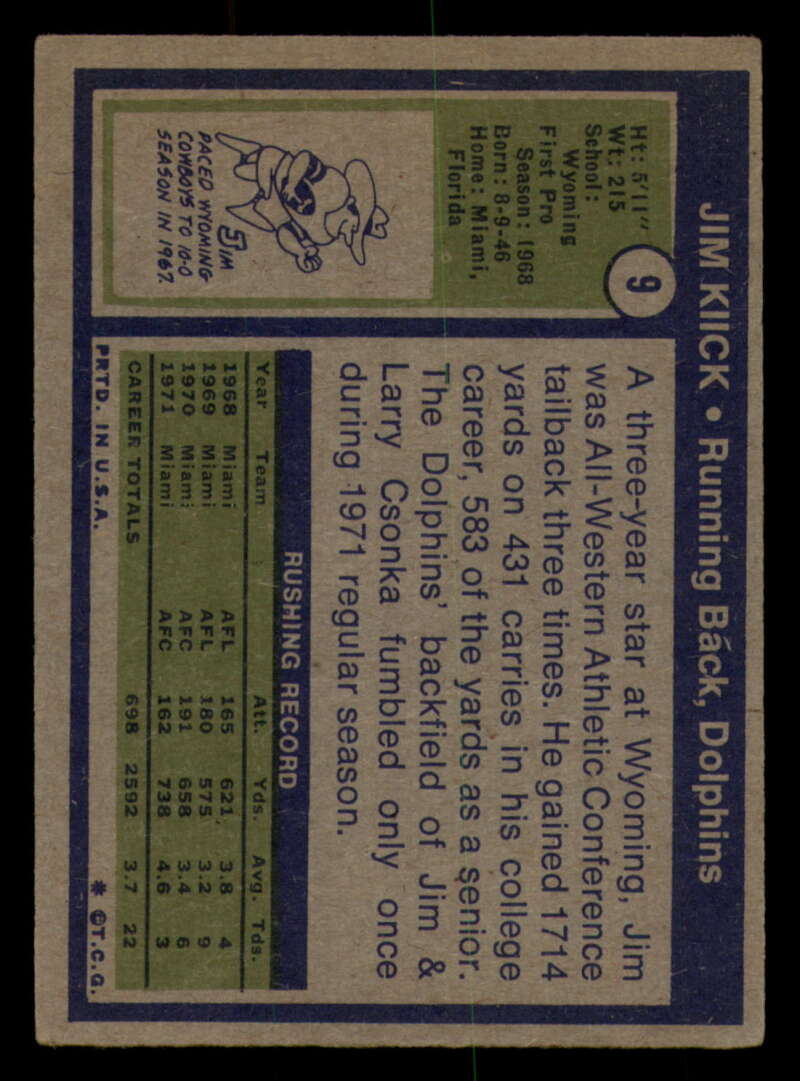 JIM KIICK • Running Back, Dolphins
9
Ht: 5'11"
Wt: 215
School:
Wyoming
First Pro
Season: 1968
Born: 8-9-46
Home: Miami,
Florida
JIM
PACED WYOMING
COWBOYS TO 10-0
SEASON IN 1967.
A three-year star at Wyoming, Jim
was All-Western Athletic Conference
tailback three times. He gained 1714
yards on 431 carries in his college
career, 583 of the yards as a senior.
The Dolphins' backfield of Jim &
Larry Csonka fumbled only once
during 1971 regular season.
RUSHING RECORD
Year Team Att. Yds. Avg. Tds.
1968 Miami AFL 165 621 3.8 4
1969 Miami AFL 180 575 3.2 9
1970 Miami AFC 191 658 3.4 6
1971 Miami AFC 162 738 4.6 3
CAREER TOTALS 698 2592 3.7 22
PRTD. IN U.S.A. * ©T.C.G.